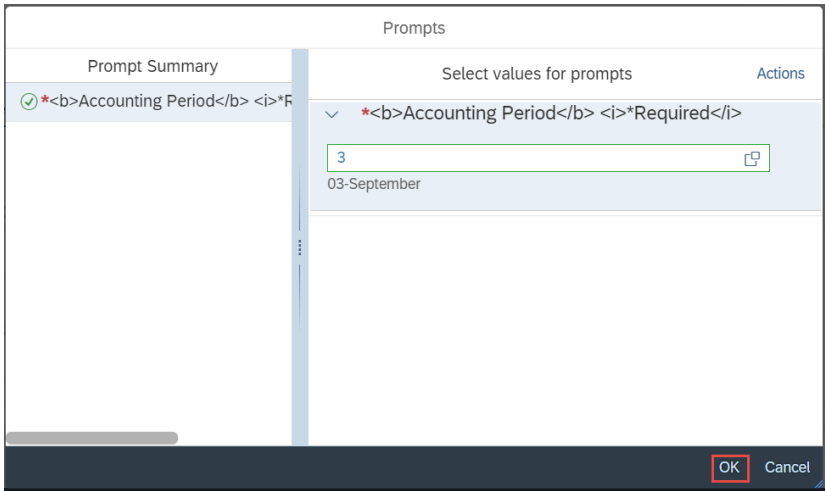 Prompts
Prompt Summary
*<b>Accounting Period</b> <i>*R
Select values for prompts
Actions
*<b>Accounting Period</b> <i>*Required</i>
3
03-September
OK
Cancel